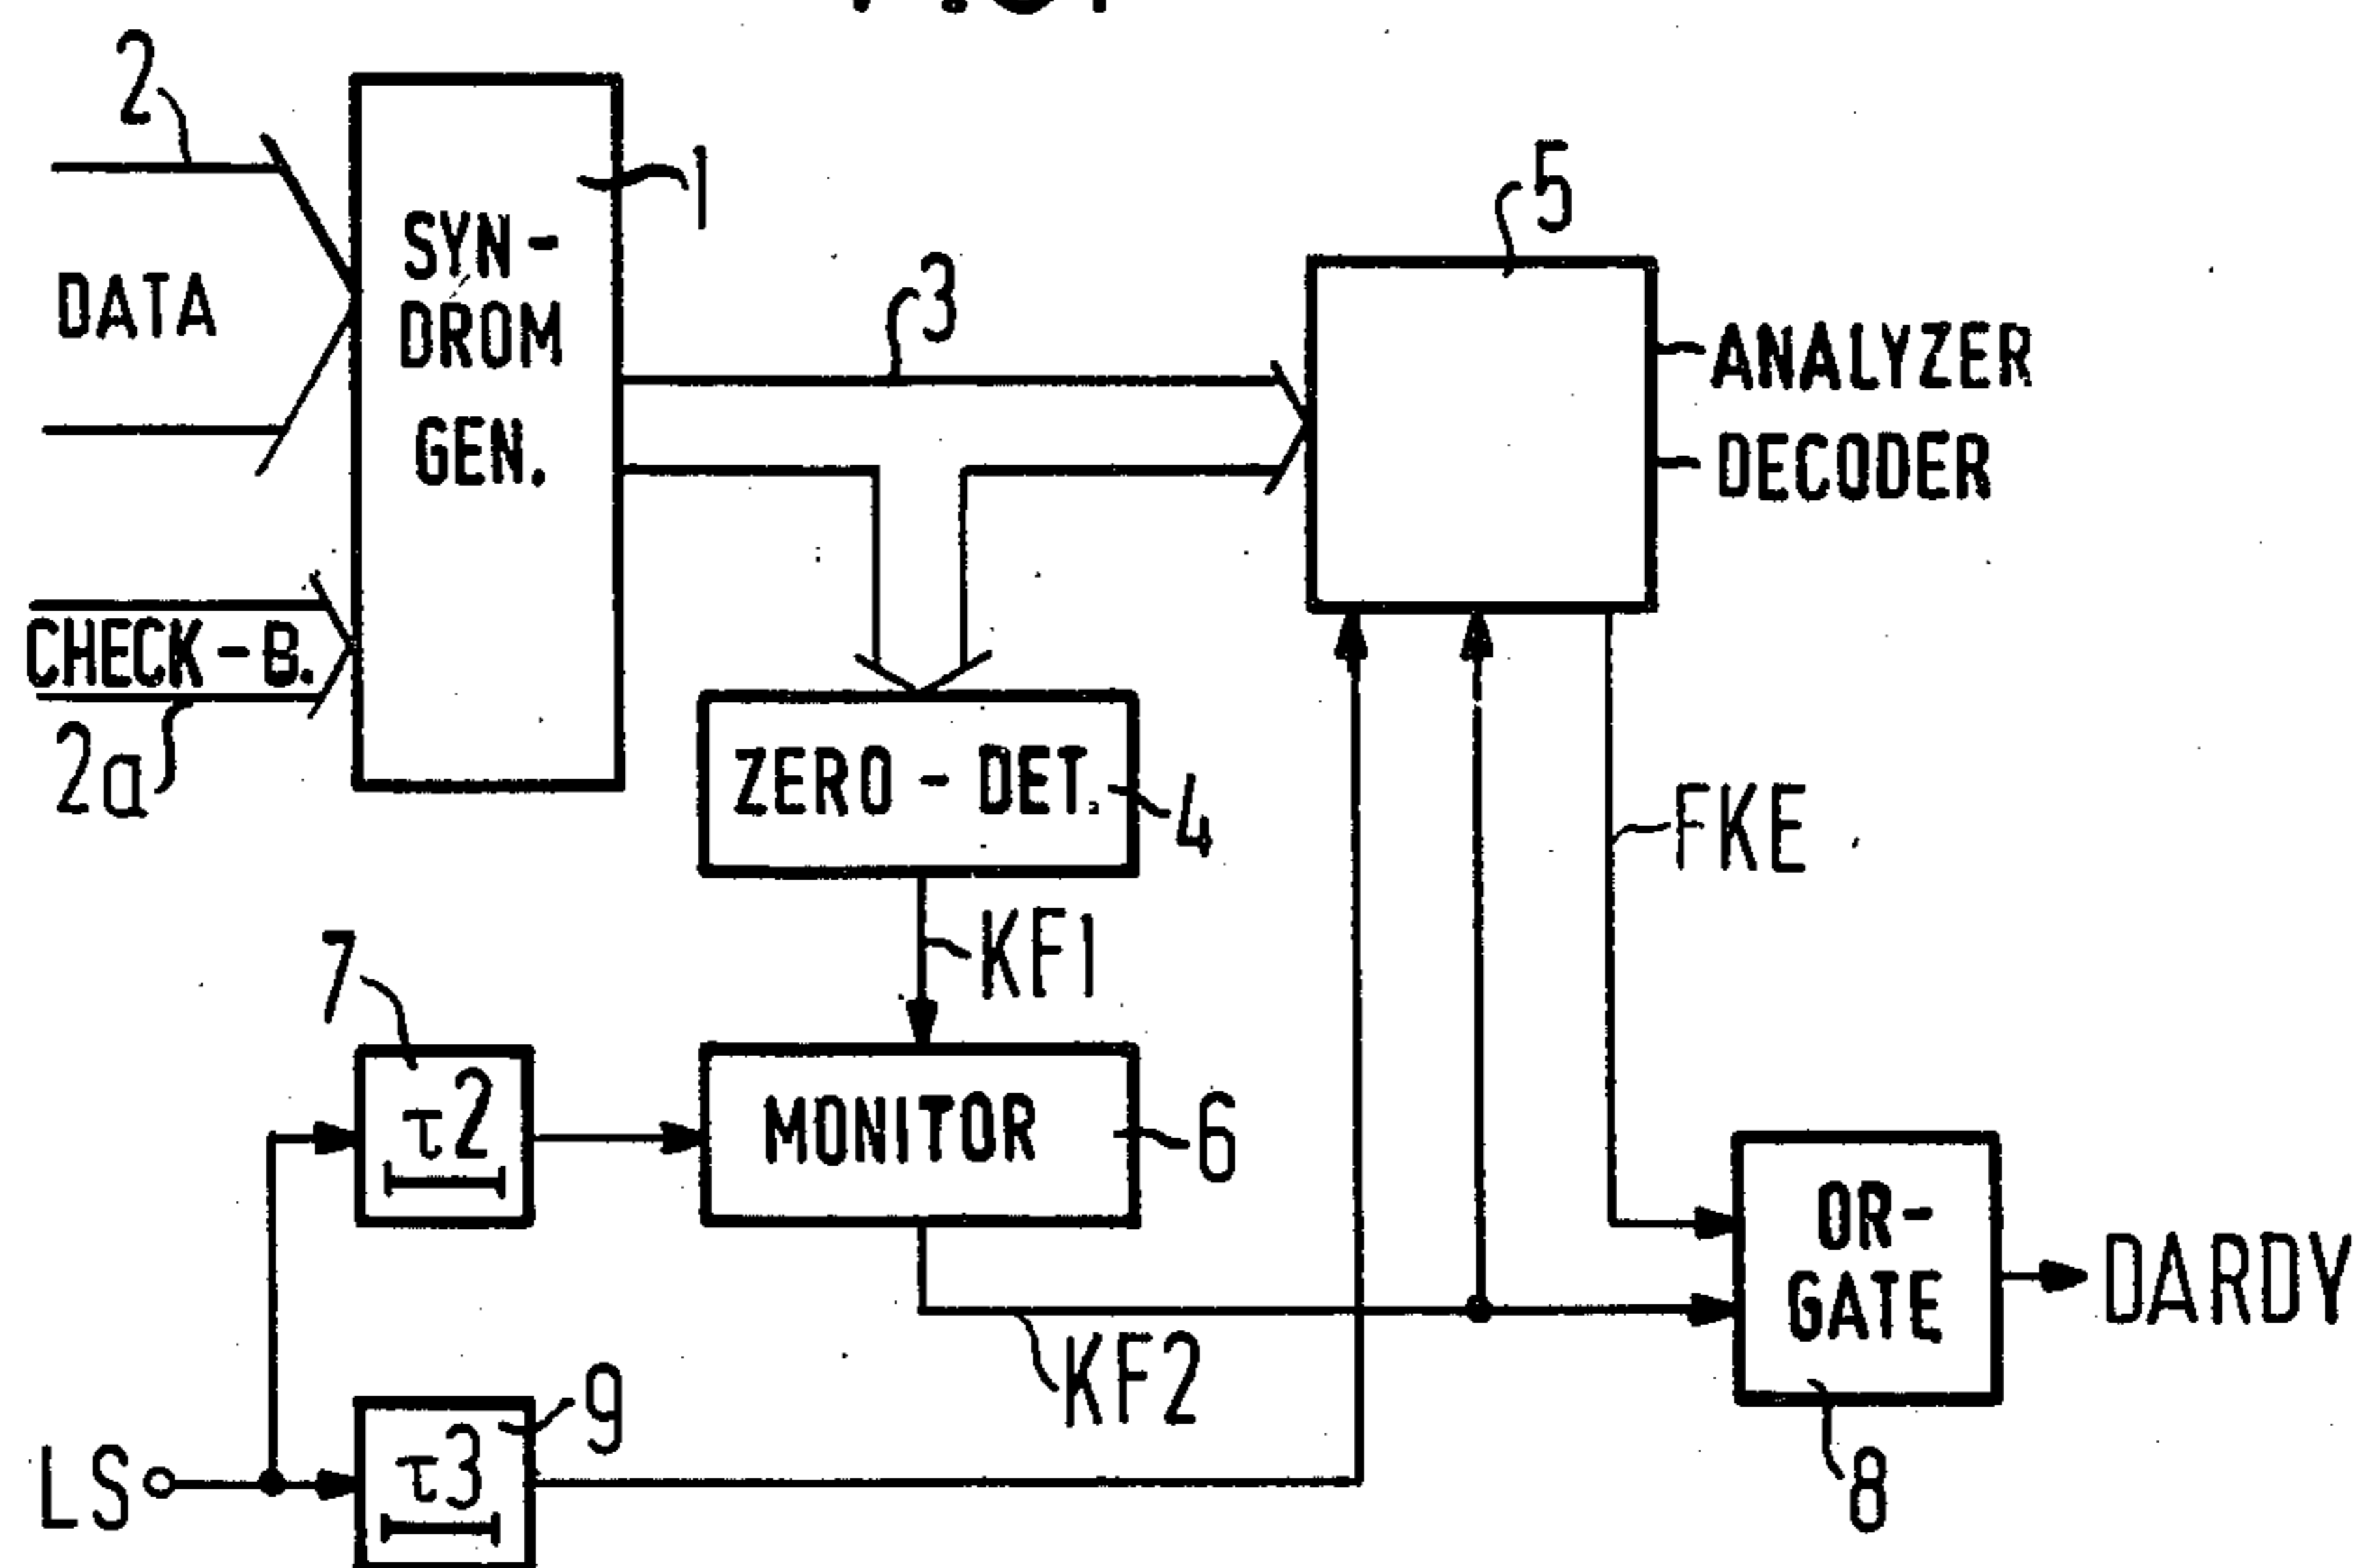 2
DATA
SYN-
DROM
GEN.
1
3
5
ANALYZER
DECODER
CHECK-B.
2a
ZERO-DET.
4
FKE
KF1
7
τ2
MONITOR
6
OR-
GATE
DARDY
KF2
9
LS
τ3
8